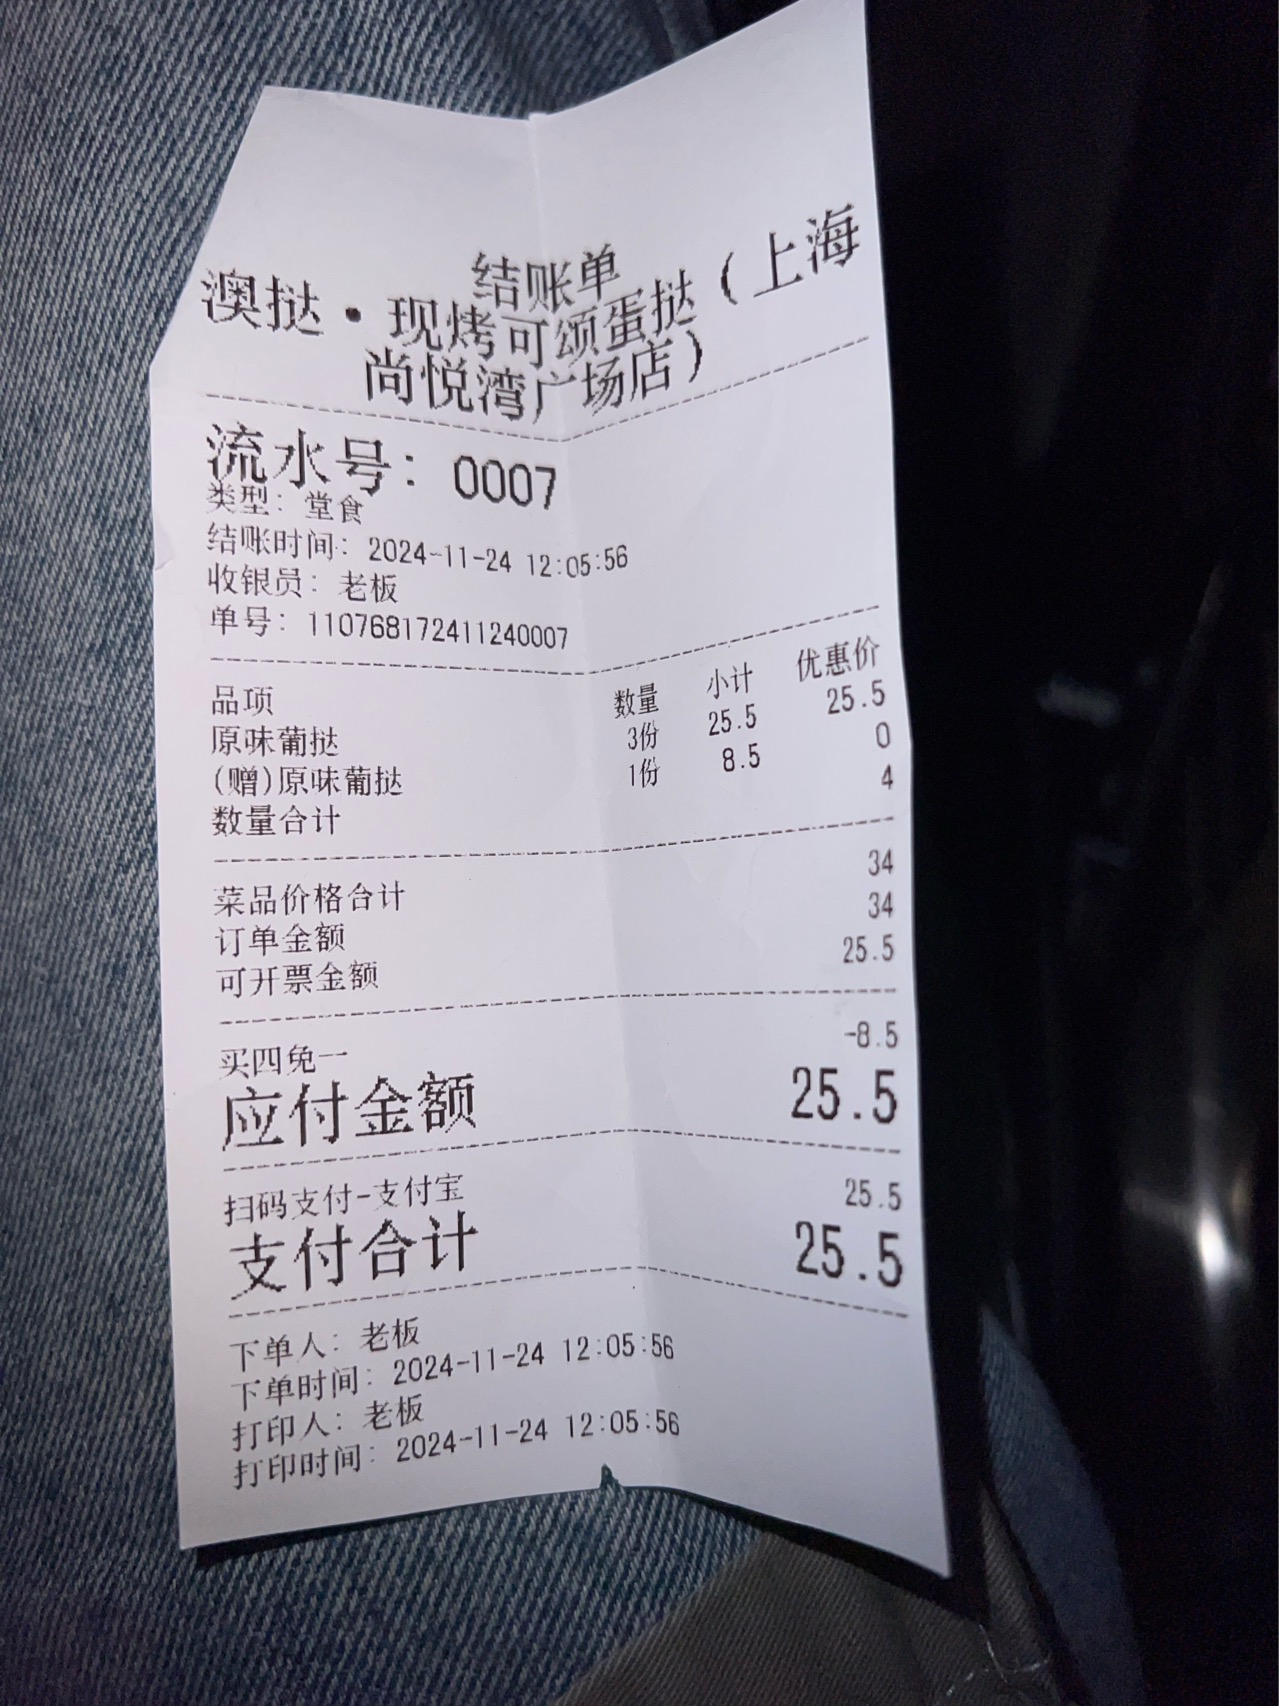 结账单
澳挞·现烤可颂蛋挞（上海
尚悦湾广场店）
流水号：0007
类型：堂食
结账时间：2024-11-24 12:05:56
收银员：老板
单号：110768172411240007
品项 数量 小计 优惠价
原味葡挞 3份 25.5 25.5
(赠)原味葡挞 1份 8.5 0
数量合计 4
菜品价格合计 34
订单金额 34
可开票金额 25.5
买四免一 -8.5
应付金额 25.5
扫码支付-支付宝 25.5
支付合计 25.5
下单人：老板
下单时间：2024-11-24 12:05:56
打印人：老板
打印时间：2024-11-24 12:05:56